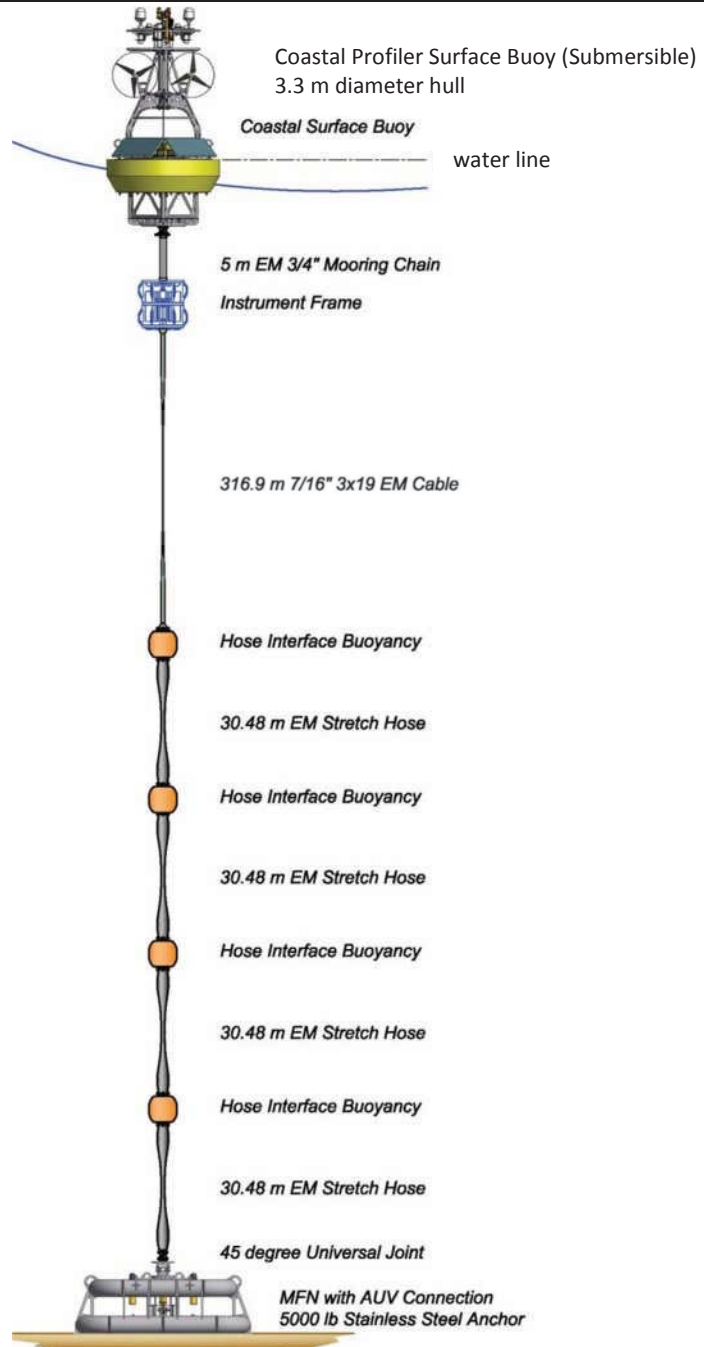 Coastal Profiler Surface Buoy (Submersible)
3.3 m diameter hull
Coastal Surface Buoy
water line
5 m EM 3/4" Mooring Chain
Instrument Frame
316.9 m 7/16" 3x19 EM Cable
Hose Interface Buoyancy
30.48 m EM Stretch Hose
Hose Interface Buoyancy
30.48 m EM Stretch Hose
Hose Interface Buoyancy
30.48 m EM Stretch Hose
Hose Interface Buoyancy
30.48 m EM Stretch Hose
45 degree Universal Joint
MFN with AUV Connection
5000 lb Stainless Steel Anchor